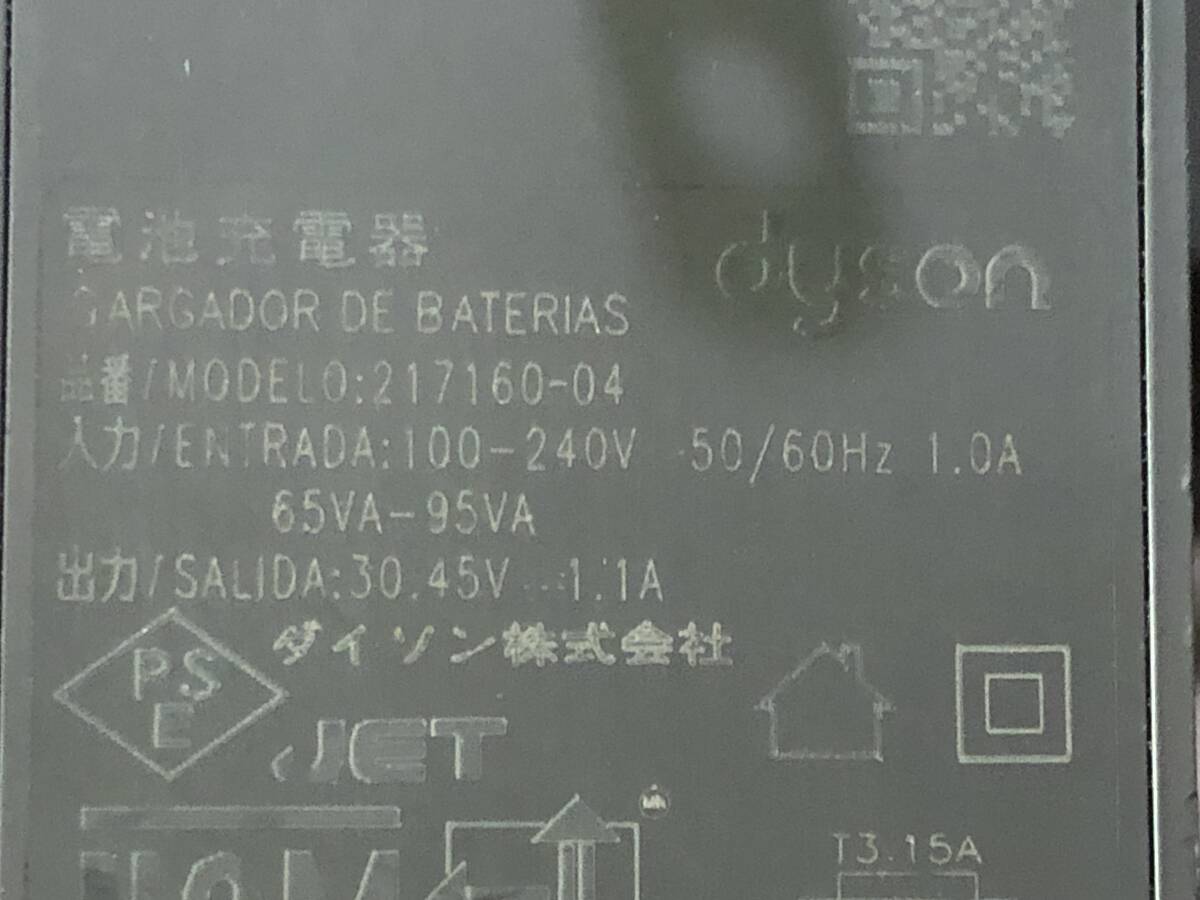 電池充電器
dyson
CARGADOR DE BATERIAS
品番/MODELO:217160-04
入力/ENTRADA:100-240V 50/60Hz 1.0A
65VA-95VA
出力/SALIDA:30.45V 1.1A
ダイソン株式会社
PS
E
JET
T3.15A